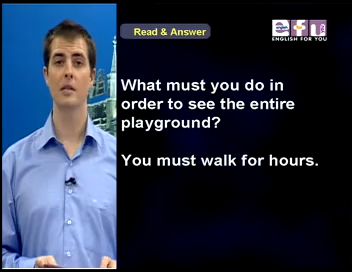 Read & Answer
efu
ENGLISH FOR YOU
What must you do in
order to see the entire
playground?
You must walk for hours.